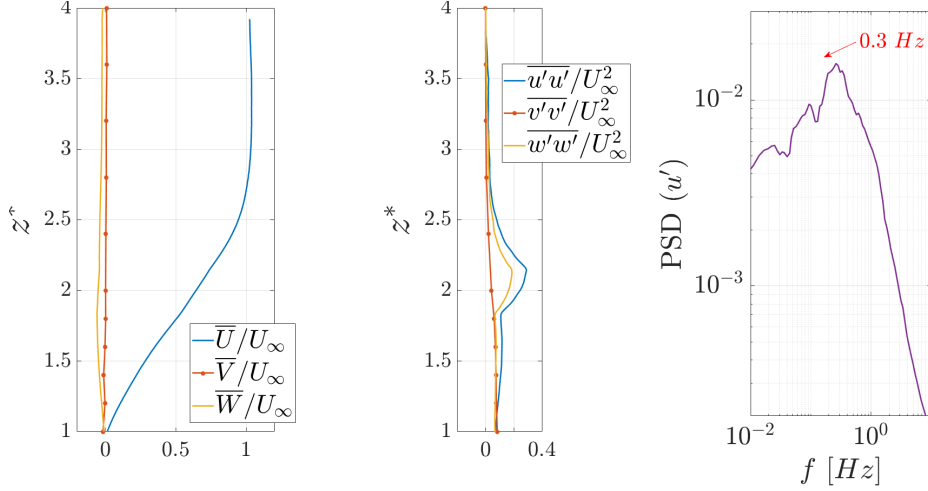 4
3.5
3
2.5
2
1.5
1
z*
0
0.5
1
U̅/U∞
V̅/U∞
W̅/U∞
4
3.5
3
2.5
2
1.5
1
z*
0
0.4
u'u'/U∞²
v'v'/U∞²
w'w'/U∞²
0.3 Hz
10⁻²
10⁻³
PSD (u′)
10⁻²
10⁰
f [Hz]